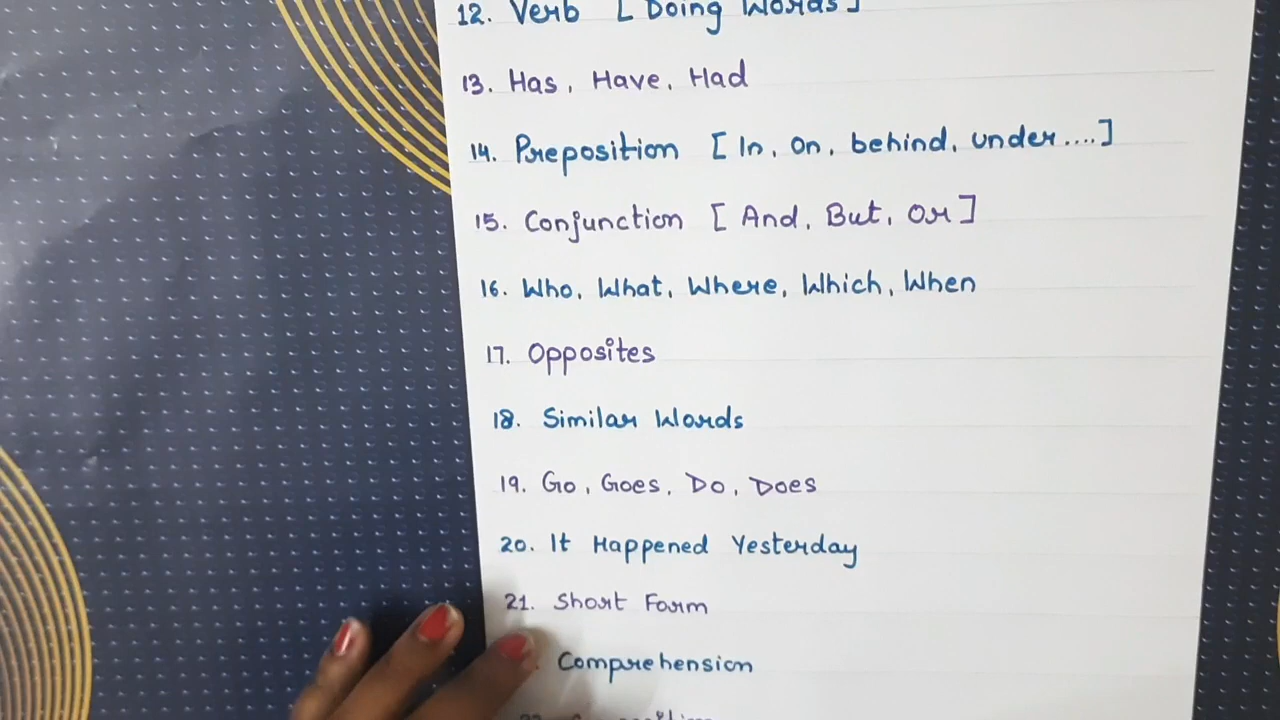 12. Verb [Doing Words]
13. Has, Have, Had
14. Preposition [In, On, behind, under....]
15. Conjunction [And, But, Or]
16. Who, What, Where, Which, When
17. Opposites
18. Similar Words
19. Go, Goes, Do, Does
20. It Happened Yesterday
21. Short Form
Comprehension